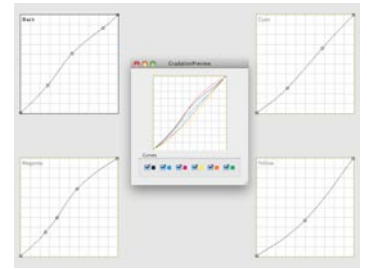 Black
Cyan
GradationPreview
Curves
Magenta
Yellow